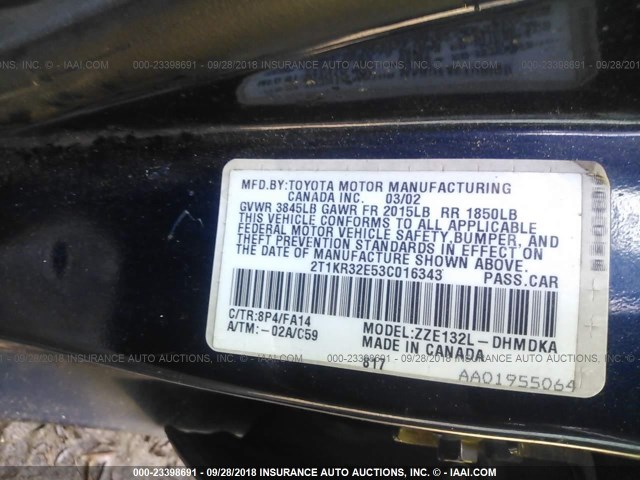 000-23398691 - 09/28/2018 INSURANCE AUTO AUCTIONS, INC. - © IAAI.COM
MFD.BY:TOYOTA MOTOR MANUFACTURING
CANADA INC. 03/02
GVWR 3845LB GAWR FR 2015LB RR 1850LB
THIS VEHICLE CONFORMS TO ALL APPLICABLE
FEDERAL MOTOR VEHICLE SAFETY,BUMPER, AND
THEFT PREVENTION STANDARDS IN EFFECT ON
THE DATE OF MANUFACTURE SHOWN ABOVE.
2T1KR32E53C016343 PASS.CAR
C/TR:8P4/FA14
A/TM:-02A/C59
MODEL:ZZE132L-DHMDKA
MADE IN CANADA
817
AA01955064
000-23398691 - 09/28/2018 INSURANCE AUTO AUCTIONS, INC. - © IAAI.COM